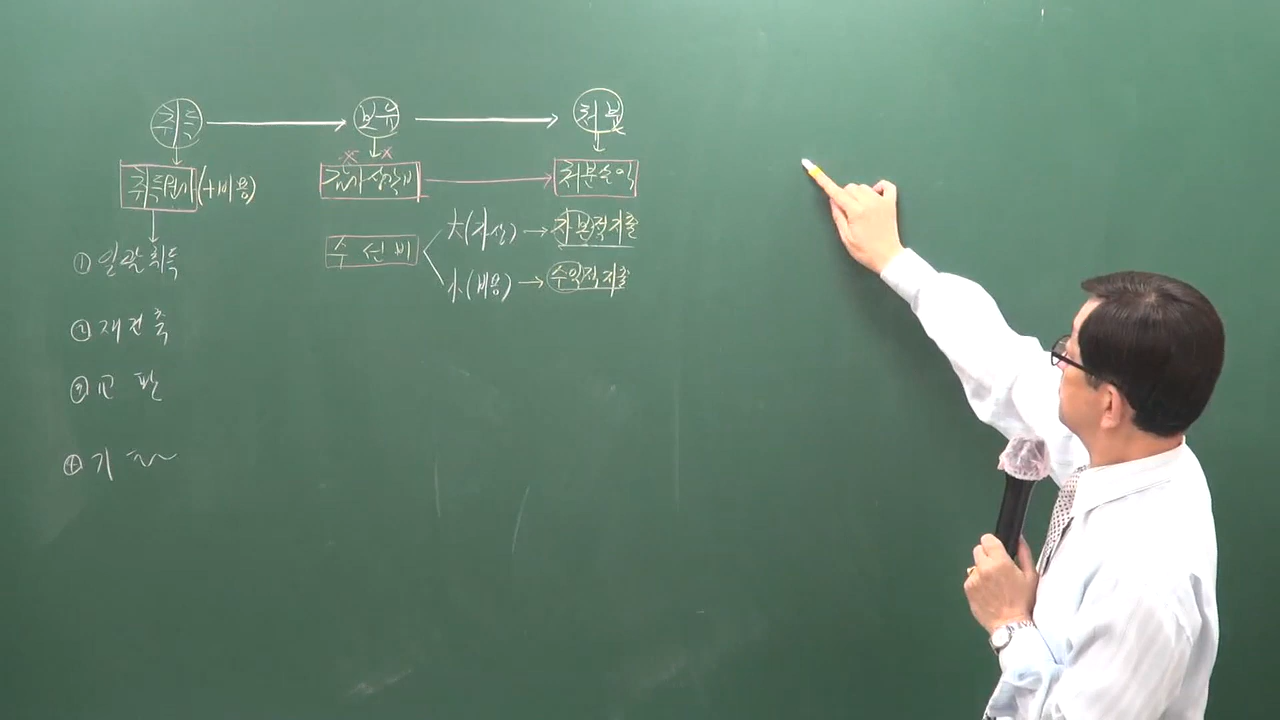 취득 → 보유 → 처분
취득원가 (+비용)
감가상각비 → 처분손익
수선비
大(자산) → 자본적지출
小(비용) → 수익적지출
① 일괄취득
② 재건축
③ 교환
④ 기